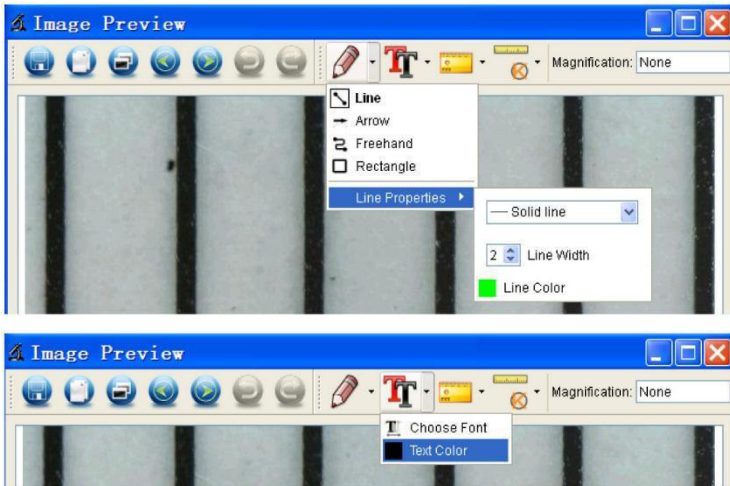 Image Preview
Magnification: None
Line
Arrow
Freehand
Rectangle
Line Properties
Solid line
2 Line Width
Line Color
Image Preview
Magnification: None
Choose Font
Text Color